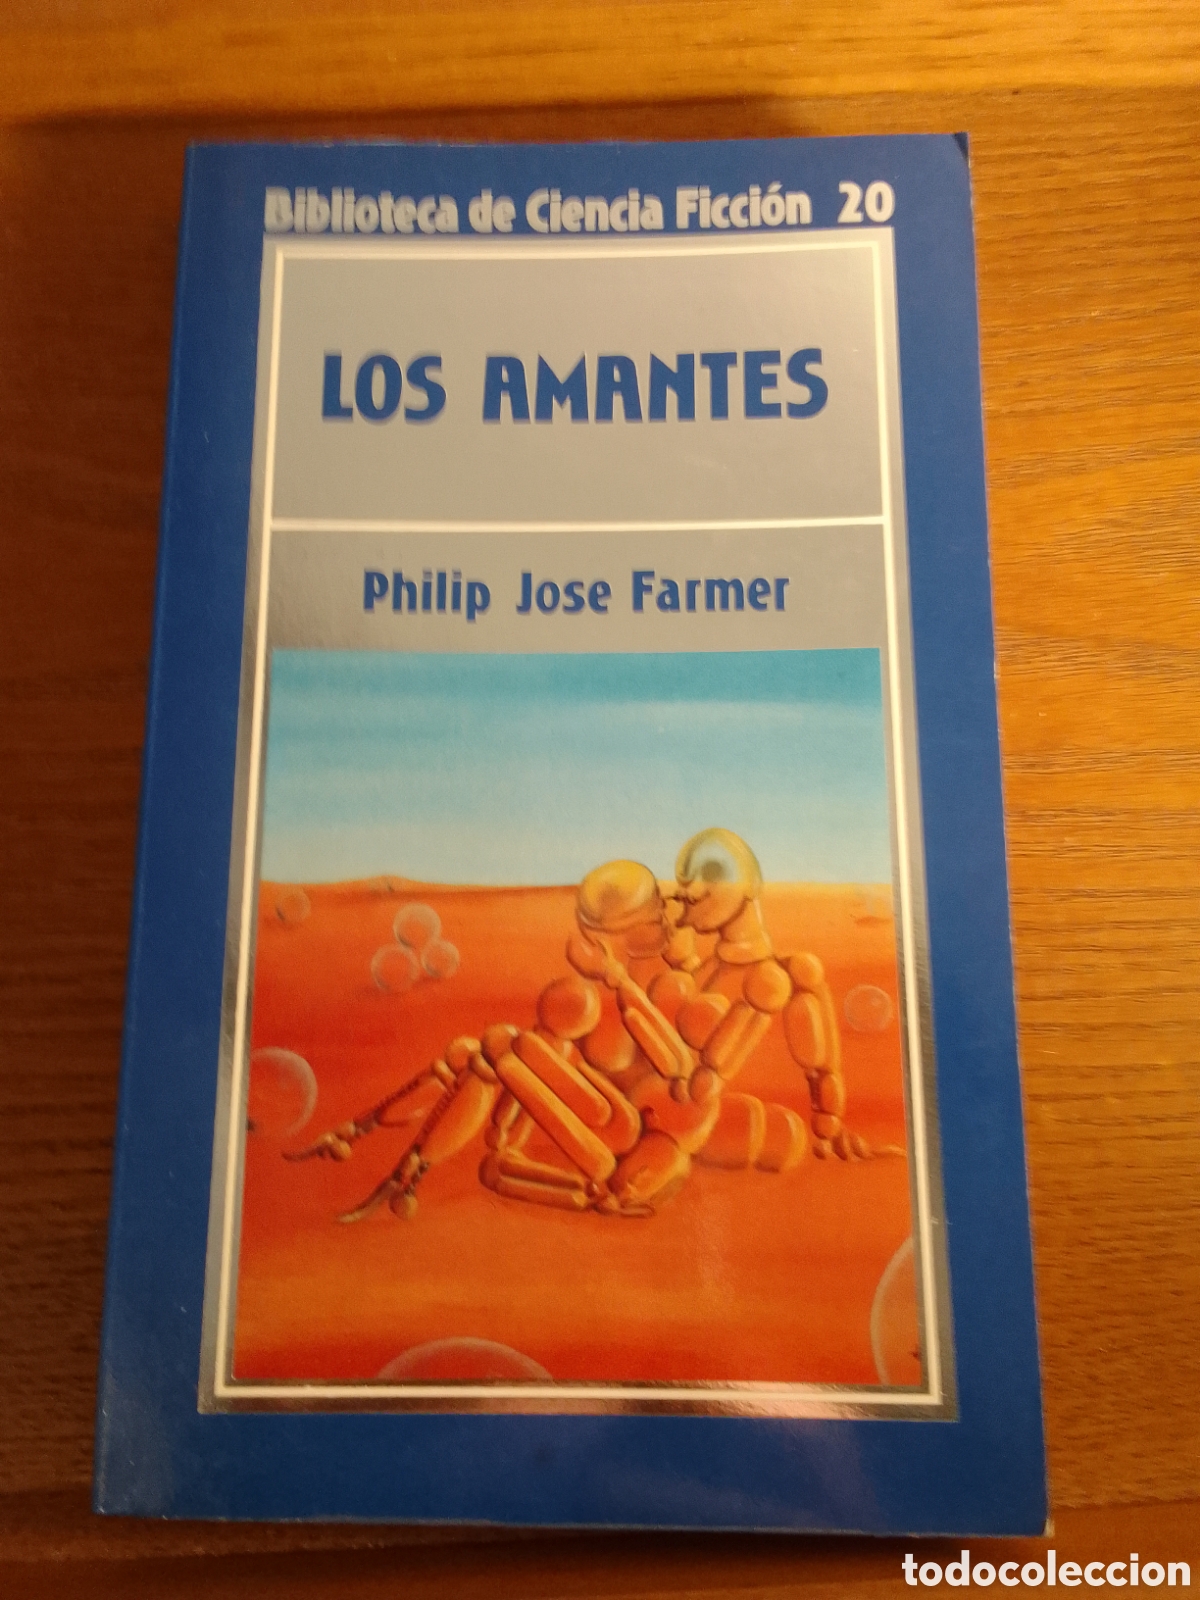 Biblioteca de Ciencia Ficción 20
LOS AMANTES
Philip Jose Farmer
todocoleccion